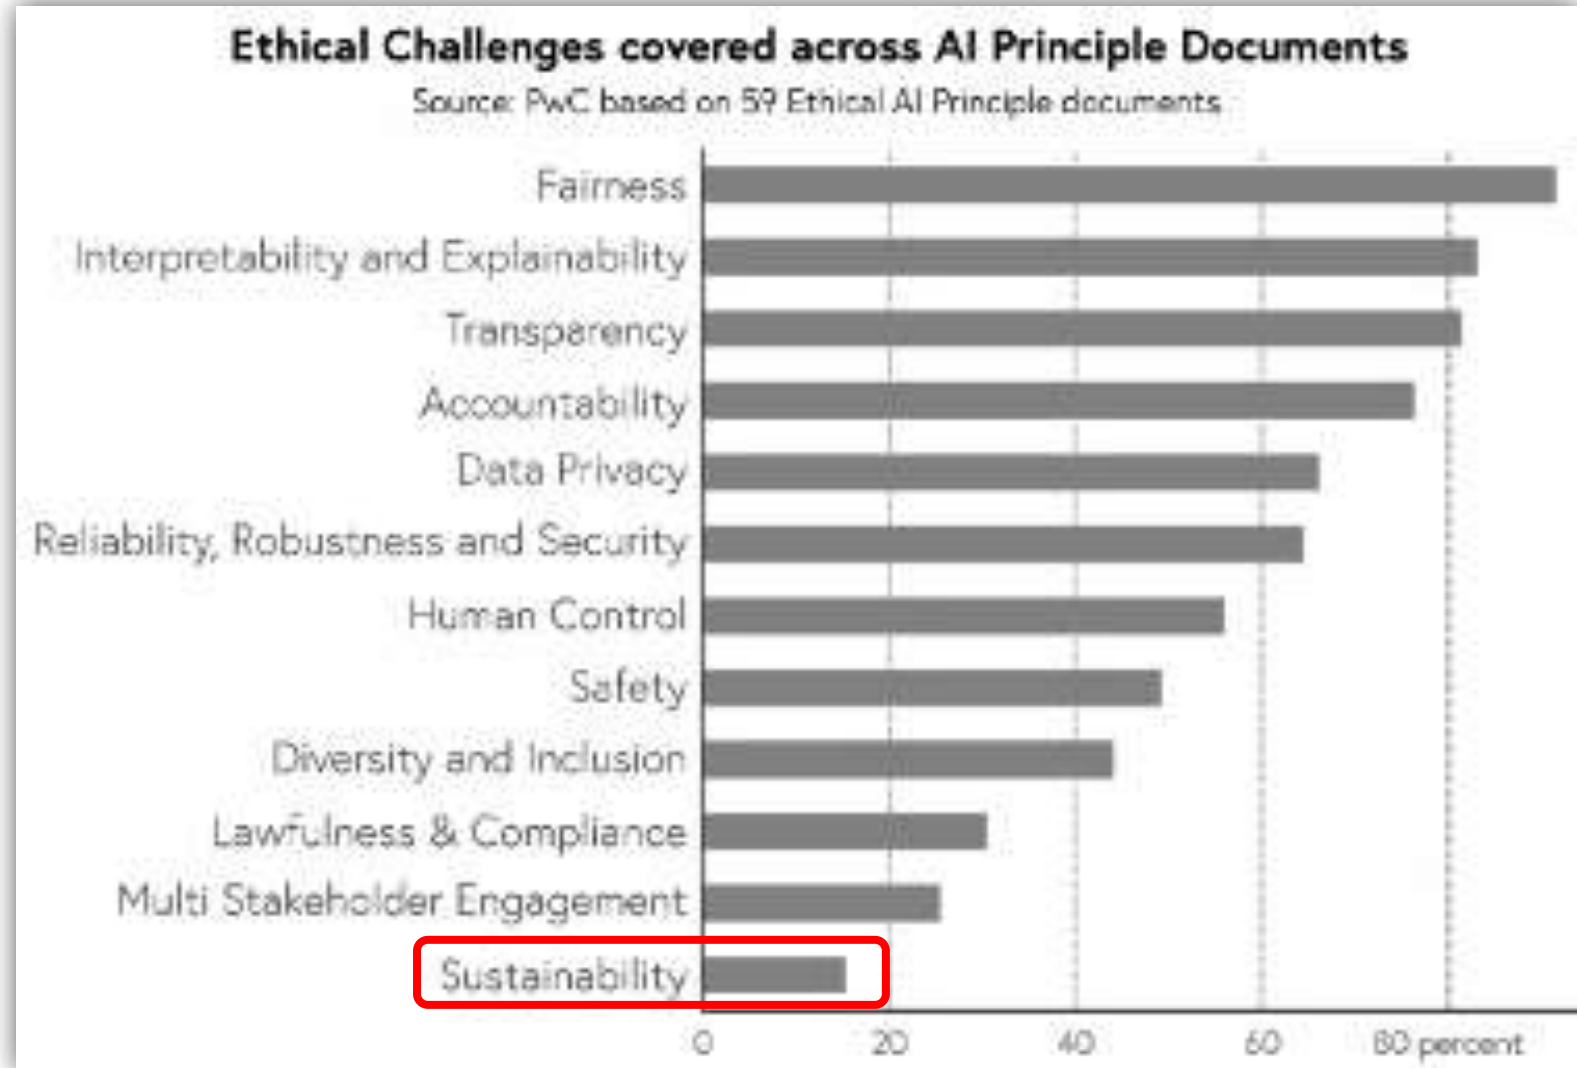 Ethical Challenges covered across AI Principle Documents
Source: PwC based on 59 Ethical AI Principle documents
Fairness
Interpretability and Explainability
Transparency
Accountability
Data Privacy
Reliability, Robustness and Security
Human Control
Safety
Diversity and Inclusion
Lawfulness & Compliance
Multi Stakeholder Engagement
Sustainability
0 20 40 60 80 percent